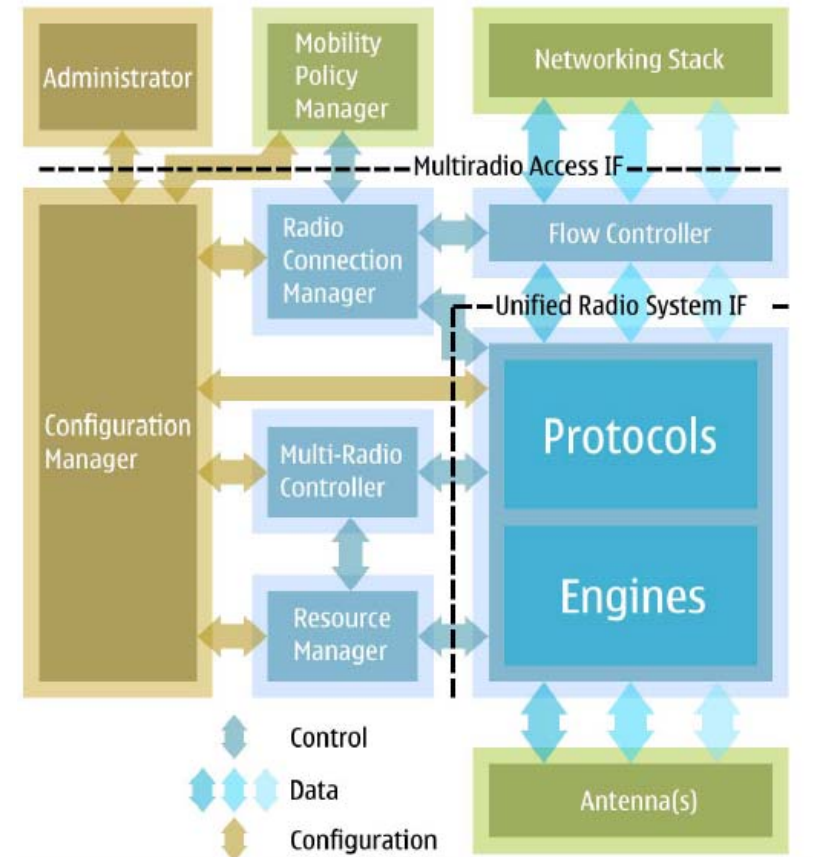 Administrator
Mobility
Policy
Manager
Networking Stack
Multiradio Access IF
Radio
Connection
Manager
Flow Controller
Unified Radio System IF
Configuration
Manager
Multi-Radio
Controller
Protocols
Engines
Resource
Manager
Control
Data
Configuration
Antenna(s)